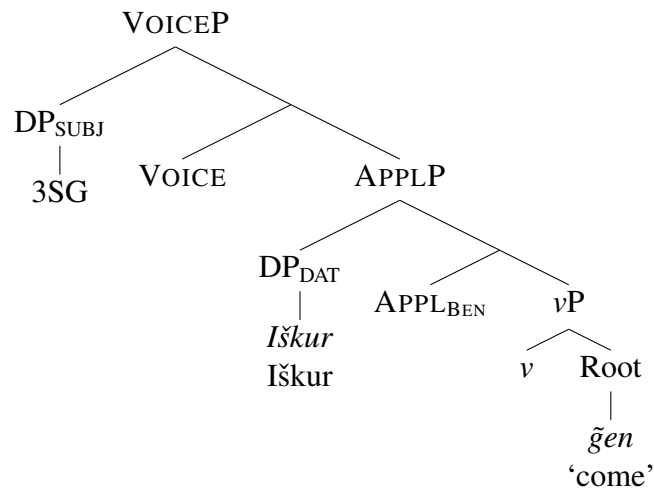 VOICEP
DP_SUBJ
3SG
VOICE
APPLP
DP_DAT
Iškur
Iškur
APPL_BEN
vP
v
Root
g̃en
‘come’